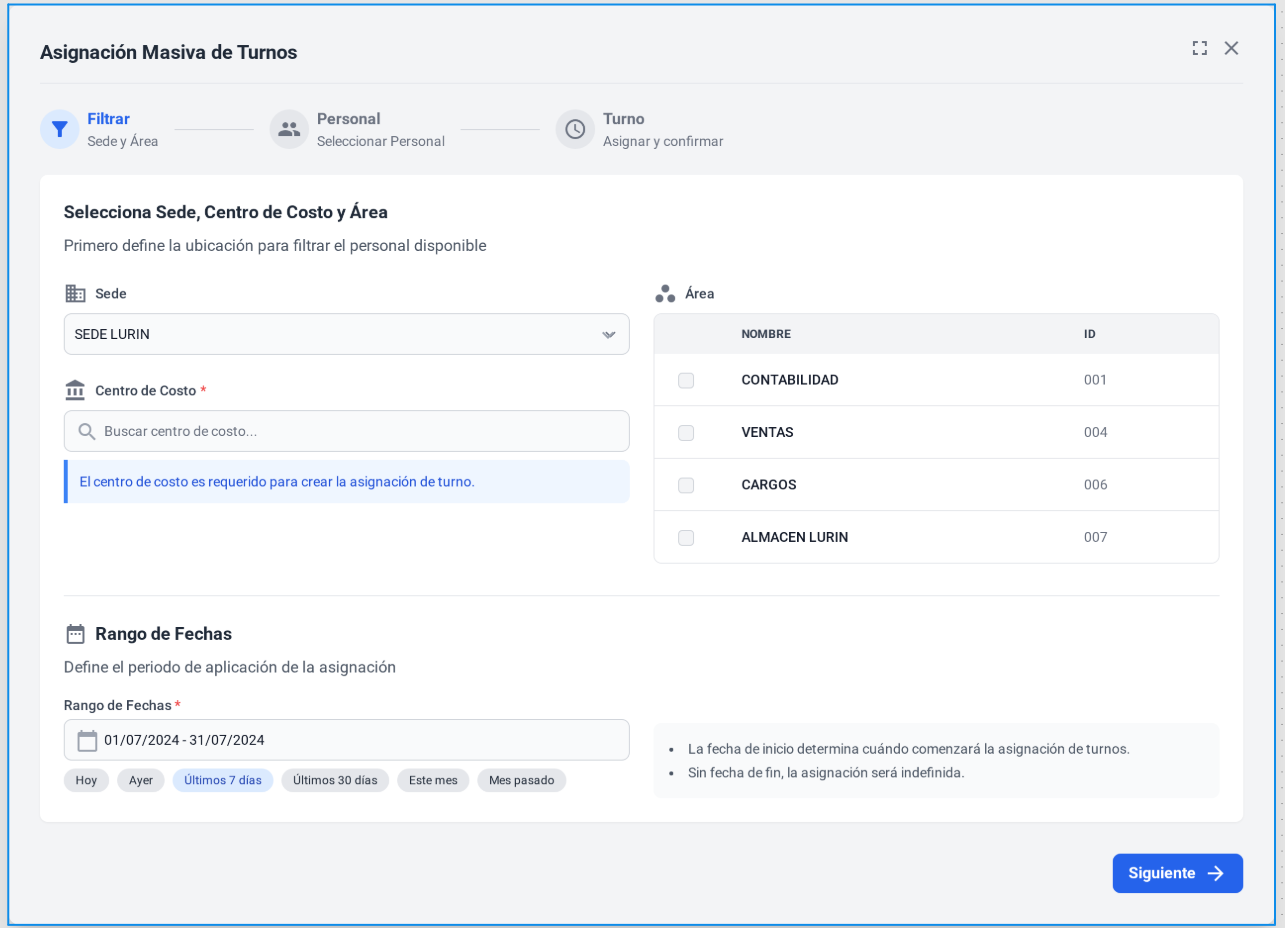 Asignación Masiva de Turnos
Filtrar
Sede y Área
Personal
Seleccionar Personal
Turno
Asignar y confirmar
Selecciona Sede, Centro de Costo y Área
Primero define la ubicación para filtrar el personal disponible
Sede
SEDE LURIN
Centro de Costo *
Buscar centro de costo...
El centro de costo es requerido para crear la asignación de turno.
Área
NOMBRE ID
CONTABILIDAD 001
VENTAS 004
CARGOS 006
ALMACEN LURIN 007
Rango de Fechas
Define el periodo de aplicación de la asignación
Rango de Fechas *
01/07/2024 - 31/07/2024
Hoy Ayer Últimos 7 días Últimos 30 días Este mes Mes pasado
• La fecha de inicio determina cuándo comenzará la asignación de turnos.
• Sin fecha de fin, la asignación será indefinida.
Siguiente →